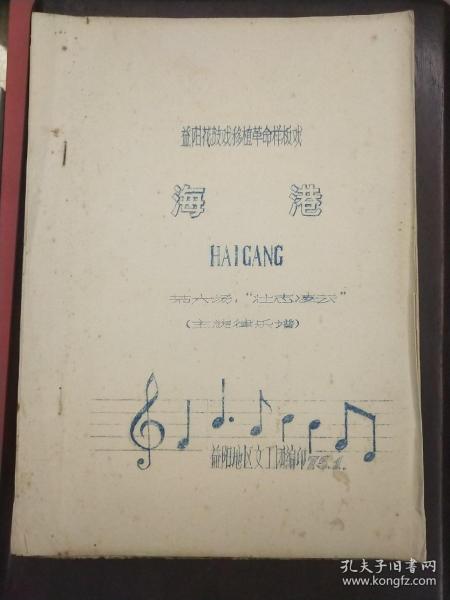 益阳花鼓戏移植革命样板戏
海 港
HAIGANG
第六场："壮志凌云"
(主旋律乐谱)
益阳地区文工团编印 75.1.
孔夫子旧书网
www.kongfz.com